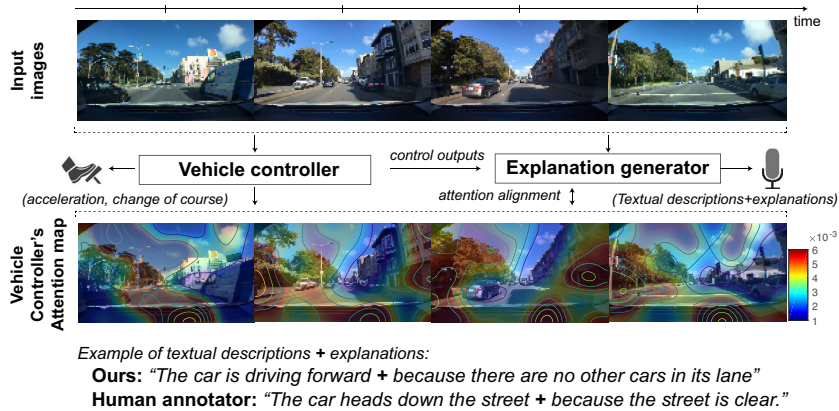 time
Input
images
Vehicle controller
control outputs
Explanation generator
(acceleration, change of course)
attention alignment
(Textual descriptions+explanations)
Vehicle
Controller's
Attention map
×10⁻³
6
5
4
3
2
1
Example of textual descriptions + explanations:
Ours: “The car is driving forward + because there are no other cars in its lane”
Human annotator: “The car heads down the street + because the street is clear.”